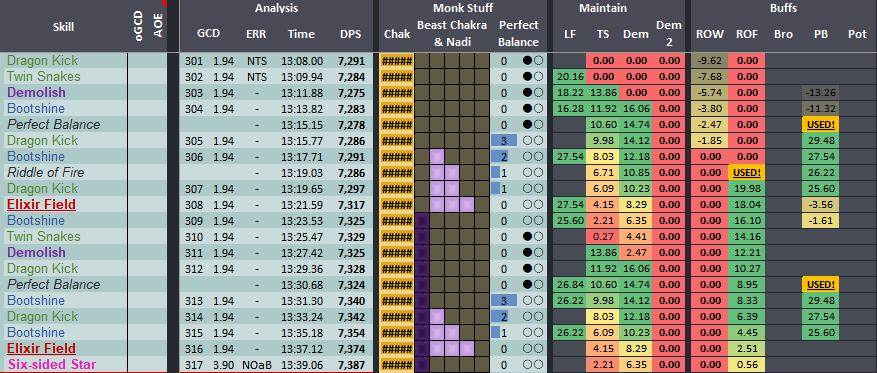 Analysis Monk Stuff Maintain Buffs
Skill oGCD AOE GCD ERR Time DPS Chak Beast Chakra & Nadi Perfect Balance LF TS Dem Dem 2 ROW ROF Bro PB Pot
Dragon Kick 301 1.94 NTS 13:08.00 7,291 ##### 0 ●○ 0.00 0.00 0.00 -9.62 0.00
Twin Snakes 302 1.94 NTS 13:09.94 7,284 ##### 0 ●○ 20.16 0.00 0.00 0.00 -7.68 0.00
Demolish 303 1.94 - 13:11.88 7,275 ##### 0 ●○ 18.22 13.86 0.00 0.00 -5.74 0.00 -13.26
Bootshine 304 1.94 - 13:13.82 7,283 ##### 0 ●○ 16.28 11.92 16.06 0.00 -3.80 0.00 -11.32
Perfect Balance - 13:15.15 7,278 ##### 0 ●○ 10.60 14.74 0.00 -2.47 0.00 USED!
Dragon Kick 305 1.94 - 13:15.77 7,286 ##### 3 ○○ 9.98 14.12 0.00 -1.85 0.00 29.48
Bootshine 306 1.94 - 13:17.71 7,291 ##### 2 ○○ 27.54 8.03 12.18 0.00 0.00 0.00 27.54
Riddle of Fire - 13:19.03 7,286 ##### 1 ○○ 6.71 10.85 0.00 0.00 USED! 26.22
Dragon Kick 307 1.94 - 13:19.65 7,297 ##### 1 ○○ 6.09 10.23 0.00 0.00 19.98 25.60
Elixir Field 308 1.94 - 13:21.59 7,317 ##### 0 ○○ 27.54 4.15 8.29 0.00 0.00 18.04 -3.56
Bootshine 309 1.94 - 13:23.53 7,325 ##### 0 ●○ 25.60 2.21 6.35 0.00 0.00 16.10 -1.61
Twin Snakes 310 1.94 - 13:25.47 7,329 ##### 0 ●○ 0.27 4.41 0.00 0.00 14.16
Demolish 311 1.94 - 13:27.42 7,325 ##### 0 ●○ 13.86 2.47 0.00 0.00 12.21
Dragon Kick 312 1.94 - 13:29.36 7,328 ##### 0 ●○ 11.92 16.06 0.00 0.00 10.27
Perfect Balance - 13:30.68 7,324 ##### 0 ●○ 26.84 10.60 14.74 0.00 0.00 8.95 USED!
Bootshine 313 1.94 - 13:31.30 7,340 ##### 3 ○○ 26.22 9.98 14.12 0.00 0.00 8.33 29.48
Dragon Kick 314 1.94 - 13:33.24 7,342 ##### 2 ○○ 8.03 12.18 0.00 0.00 6.39 27.54
Bootshine 315 1.94 - 13:35.18 7,354 ##### 1 ○○ 26.22 6.09 10.23 0.00 0.00 4.45 25.60
Elixir Field 316 1.94 - 13:37.12 7,374 ##### 0 ○○ 4.15 8.29 0.00 0.00 2.51
Six-sided Star 317 3.90 NOaB 13:39.06 7,387 ##### 0 ○○ 2.21 6.35 0.00 0.00 0.56